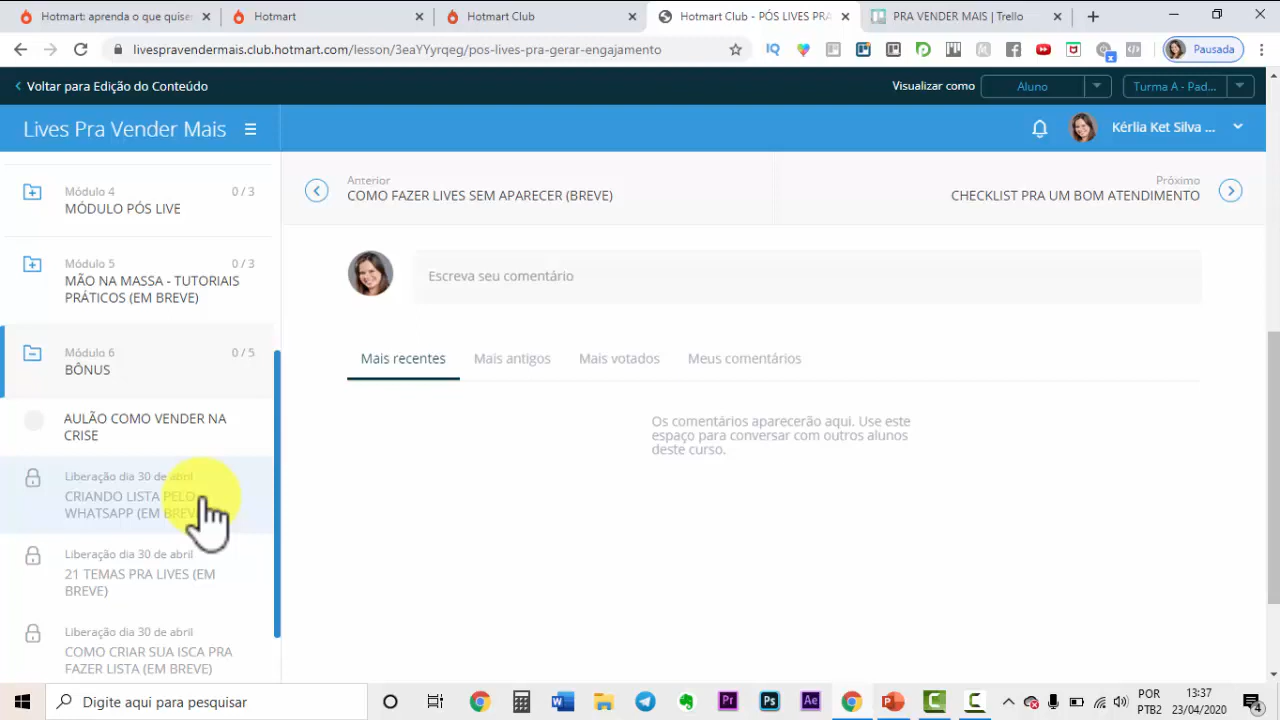 Hotmart: aprenda o que quise
Hotmart
Hotmart Club
Hotmart Club - PÓS LIVES PRA
PRA VENDER MAIS | Trello
livespravendermais.club.hotmart.com/lesson/3eaYYyrqeg/pos-lives-pra-gerar-engajamento
IQ
Pausada
Voltar para Edição do Conteúdo
Visualizar como
Aluno
Turma A - Pad...
Lives Pra Vender Mais
Kérlia Ket Silva ...
Módulo 4
0 / 3
MÓDULO PÓS LIVE
Anterior
COMO FAZER LIVES SEM APARECER (BREVE)
Próximo
CHECKLIST PRA UM BOM ATENDIMENTO
Módulo 5
0 / 3
MÃO NA MASSA - TUTORIAIS
PRÁTICOS (EM BREVE)
Escreva seu comentário
Módulo 6
0 / 5
BÔNUS
Mais recentes
Mais antigos
Mais votados
Meus comentários
AULÃO COMO VENDER NA
CRISE
Os comentários aparecerão aqui. Use este
espaço para conversar com outros alunos
deste curso.
Liberação dia 30 de abril
CRIANDO LISTA PELO
WHATSAPP (EM BREVE)
Liberação dia 30 de abril
21 TEMAS PRA LIVES (EM
BREVE)
Liberação dia 30 de abril
COMO CRIAR SUA ISCA PRA
FAZER LISTA (EM BREVE)
Digite aqui para pesquisar
Pr
Ps
Ae
POR
PTB2
13:37
23/04/2020
4